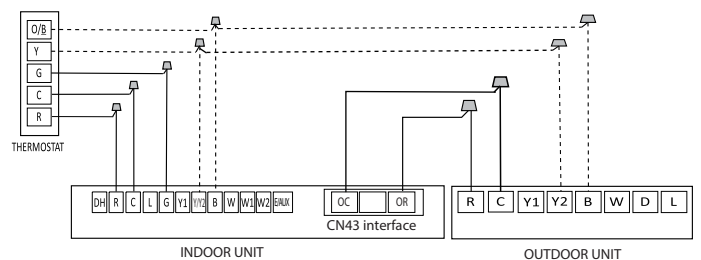 O/B
Y
G
C
R
THERMOSTAT
DH R C L G Y1 Y/Y2 B W W1 W2 E/AUX
OC OR
CN43 interface
R C Y1 Y2 B W D L
INDOOR UNIT
OUTDOOR UNIT